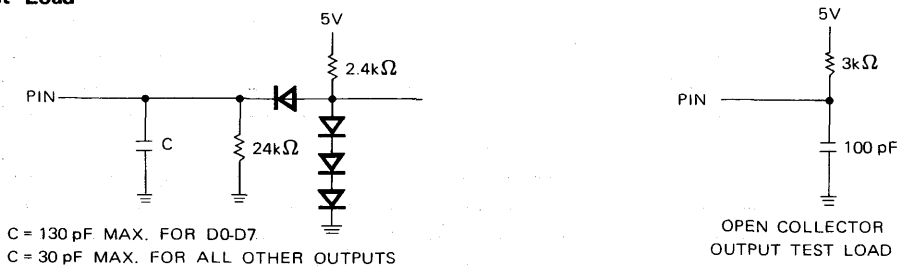 Load
5V
2.4kΩ
PIN
C
24kΩ
C = 130 pF MAX. FOR D0-D7
C = 30 pF MAX. FOR ALL OTHER OUTPUTS
5V
3kΩ
PIN
100 pF
OPEN COLLECTOR
OUTPUT TEST LOAD